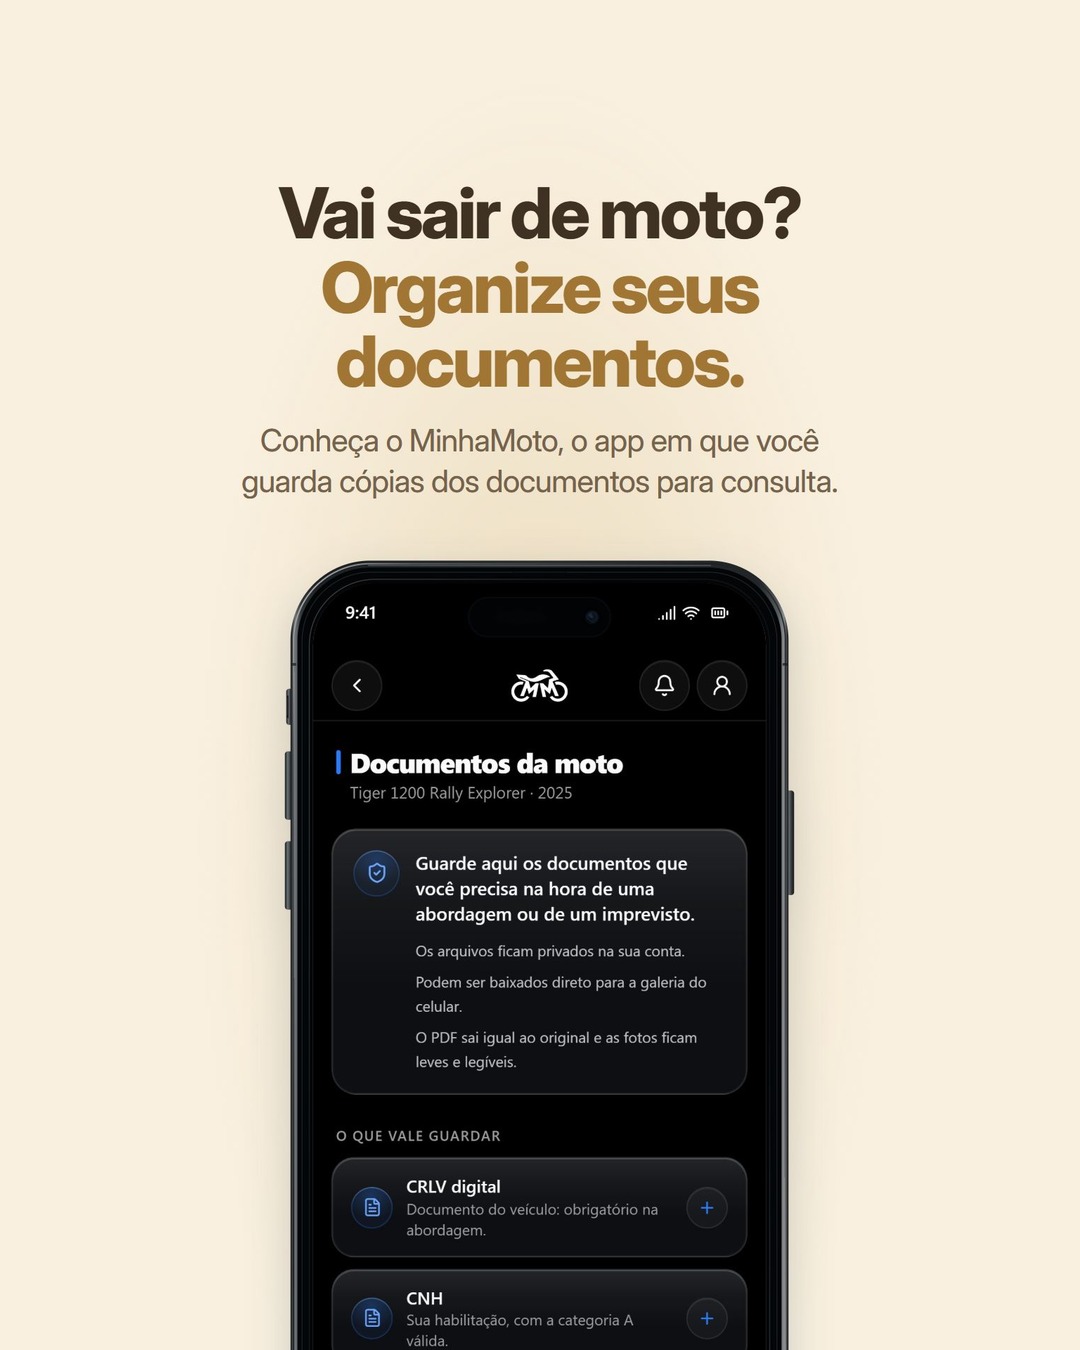 Vai sair de moto?
Organize seus
documentos.
Conheça o MinhaMoto, o app em que você
guarda cópias dos documentos para consulta.
9:41
MM
Documentos da moto
Tiger 1200 Rally Explorer · 2025
Guarde aqui os documentos que
você precisa na hora de uma
abordagem ou de um imprevisto.
Os arquivos ficam privados na sua conta.
Podem ser baixados direto para a galeria do
celular.
O PDF sai igual ao original e as fotos ficam
leves e legíveis.
O QUE VALE GUARDAR
CRLV digital
Documento do veículo: obrigatório na
abordagem.
CNH
Sua habilitação, com a categoria A
válida.